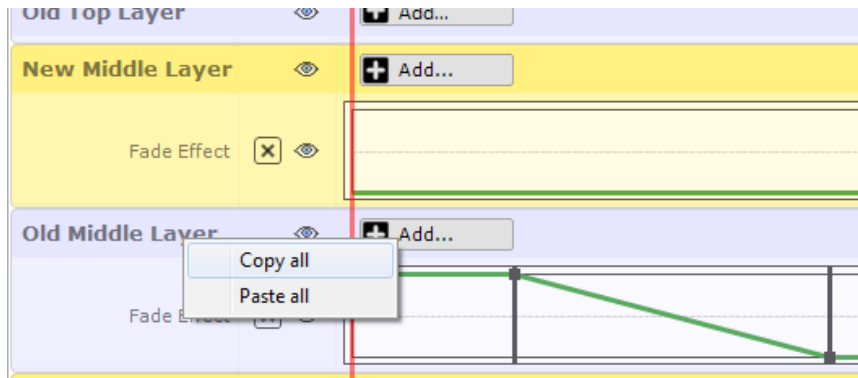 Old Top Layer Add...
New Middle Layer Add...
Fade Effect
Old Middle Layer Add...
Copy all
Paste all
Fade Effect